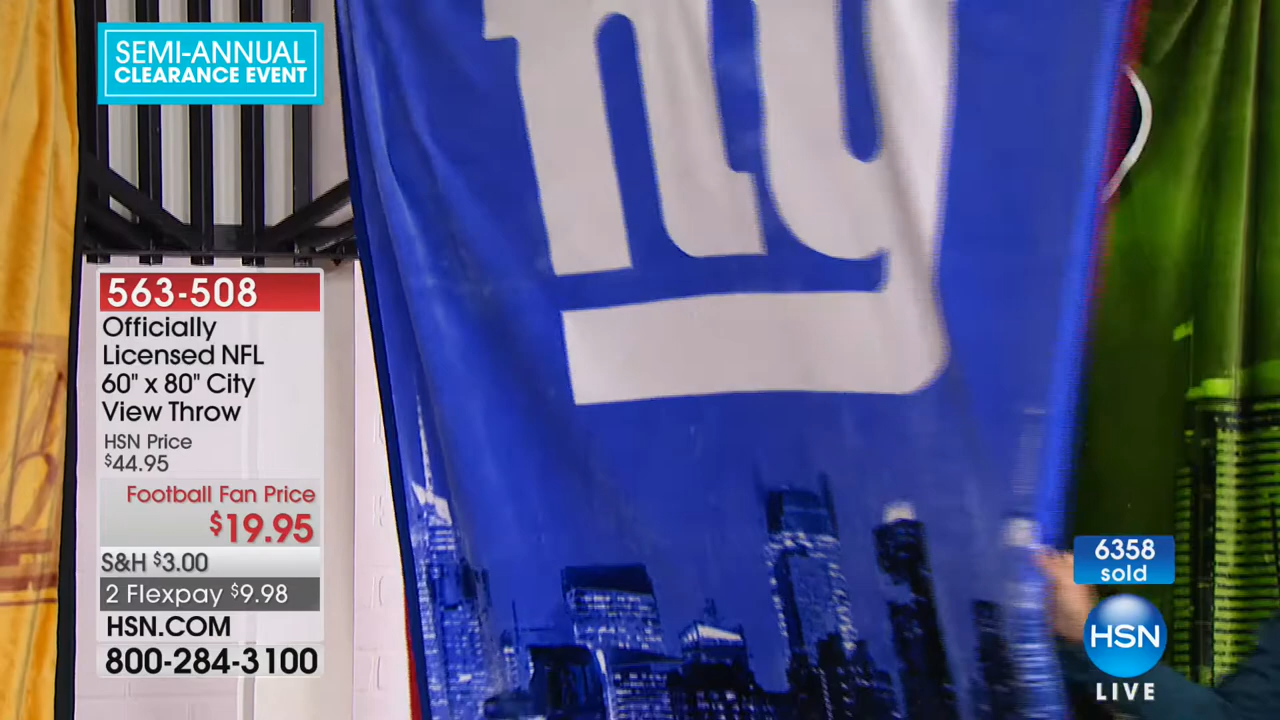 SEMI-ANNUAL
CLEARANCE EVENT
ny
563-508
Officially
Licensed NFL
60" x 80" City
View Throw
HSN Price
$44.95
Football Fan Price
$19.95
S&H $3.00
2 Flexpay $9.98
HSN.COM
800-284-3100
6358
sold
HSN
LIVE